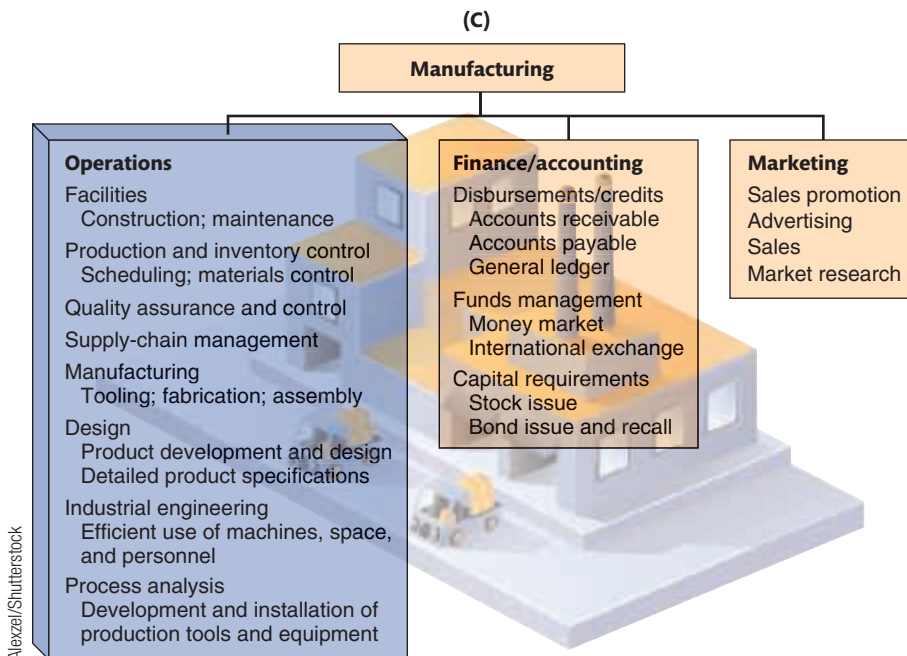 (C)
Manufacturing
Operations
Facilities
Construction; maintenance
Production and inventory control
Scheduling; materials control
Quality assurance and control
Supply-chain management
Manufacturing
Tooling; fabrication; assembly
Design
Product development and design
Detailed product specifications
Industrial engineering
Efficient use of machines, space,
and personnel
Process analysis
Development and installation of
production tools and equipment
Finance/accounting
Disbursements/credits
Accounts receivable
Accounts payable
General ledger
Funds management
Money market
International exchange
Capital requirements
Stock issue
Bond issue and recall
Marketing
Sales promotion
Advertising
Sales
Market research
Alexzel/Shutterstock